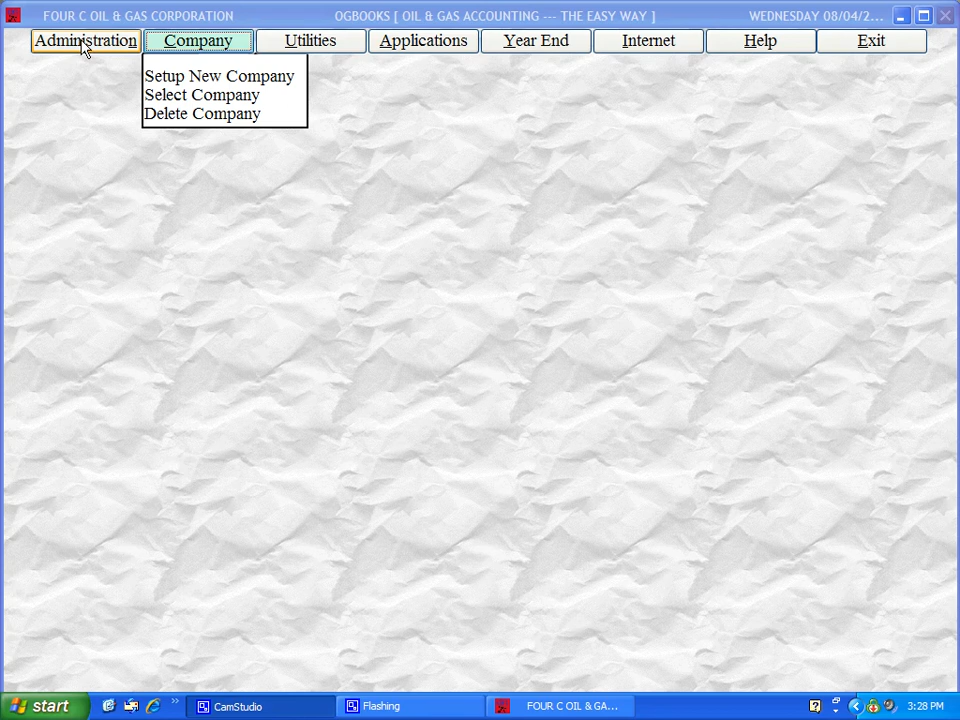 FOUR C OIL & GAS CORPORATION OGBOOKS [ OIL & GAS ACCOUNTING --- THE EASY WAY ] WEDNESDAY 08/04/2...
Administration Company Utilities Applications Year End Internet Help Exit
Setup New Company
Select Company
Delete Company
start CamStudio Flashing FOUR C OIL & GA... 3:28 PM